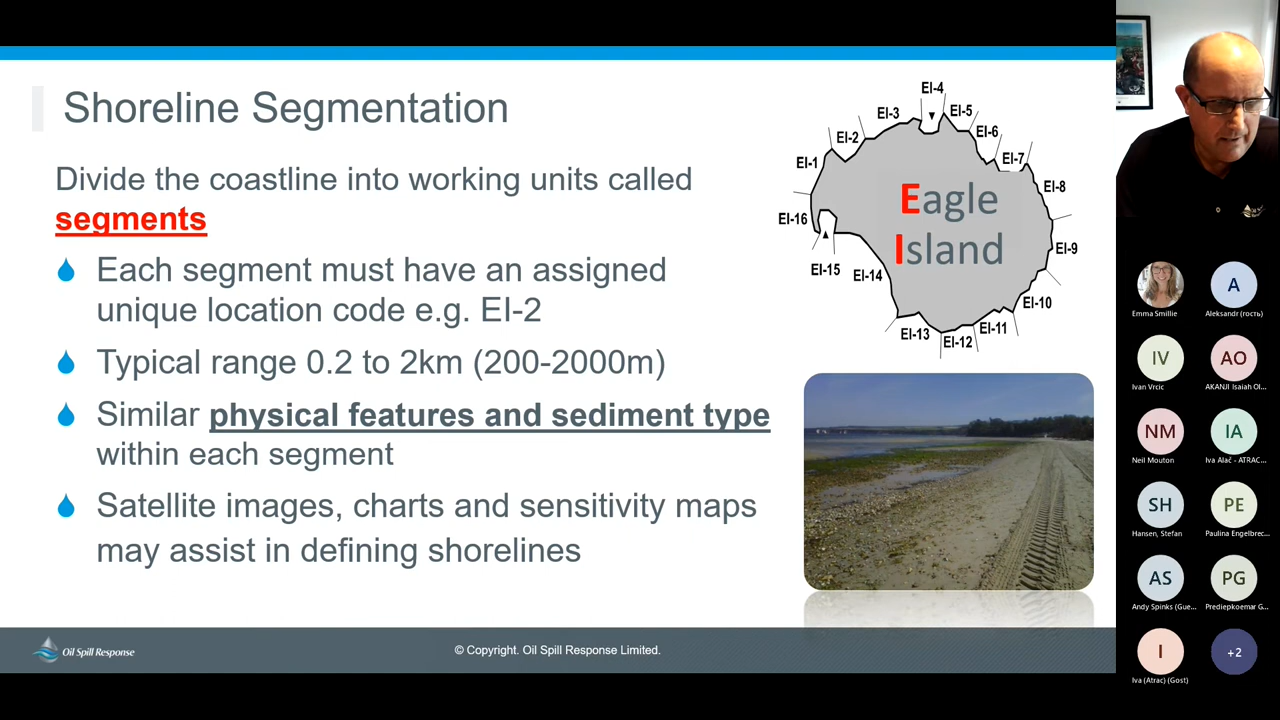 Shoreline Segmentation
Divide the coastline into working units called
segments
Each segment must have an assigned
unique location code e.g. EI-2
Typical range 0.2 to 2km (200-2000m)
Similar physical features and sediment type
within each segment
Satellite images, charts and sensitivity maps
may assist in defining shorelines
EI-4
EI-3
EI-5
EI-2
EI-6
EI-1
EI-7
EI-8
Eagle
Island
EI-16
EI-9
EI-15
EI-14
EI-10
EI-13
EI-11
EI-12
Oil Spill Response
© Copyright. Oil Spill Response Limited.
A
Emma Smillie
Aleksandr (гость)
IV
AO
Ivan Vrcic
AKANJI Isaiah Ol...
NM
IA
Neil Mouton
Iva Alač - ATRAC...
SH
PE
Hansen, Stefan
Paulina Engelbrec...
AS
PG
Andy Spinks (Gue...
Prediepkoemar G...
I
+2
Iva (Atrac) (Gost)